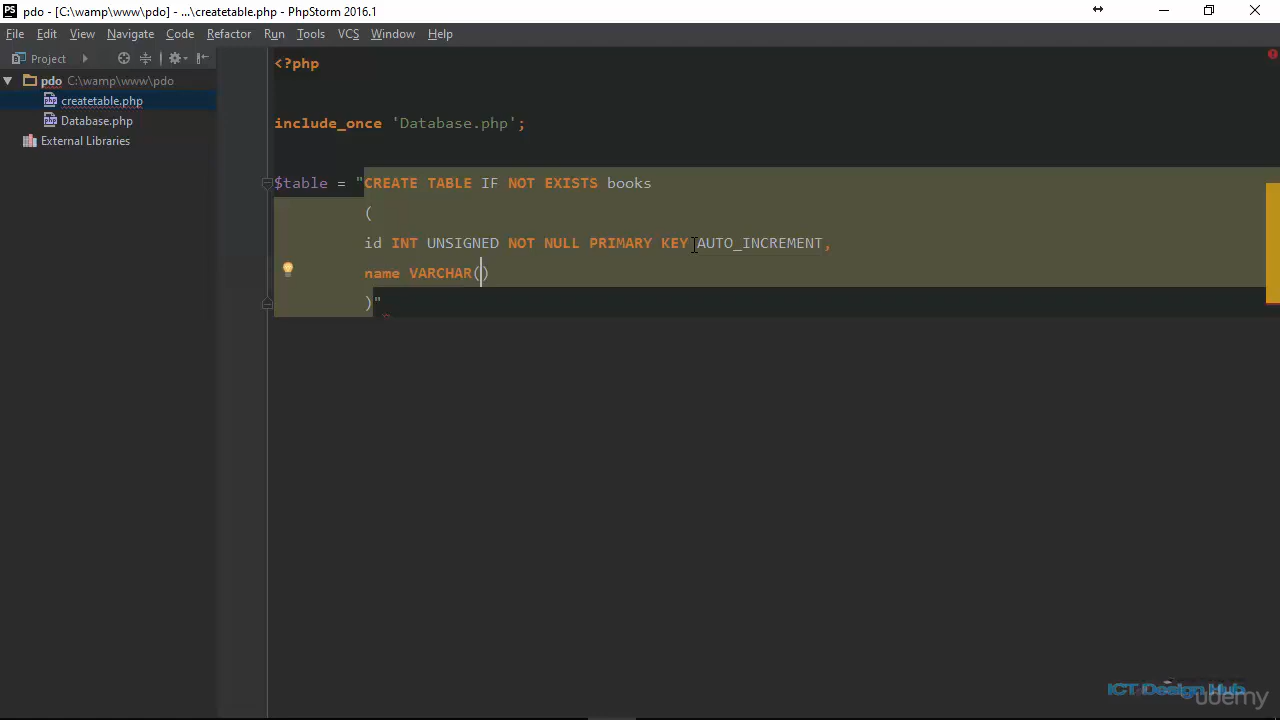 PS pdo - [C:\wamp\www\pdo] - ...\createtable.php - PhpStorm 2016.1
File Edit View Navigate Code Refactor Run Tools VCS Window Help
Project
pdo C:\wamp\www\pdo
createtable.php
Database.php
External Libraries
<?php
include_once 'Database.php';
$table = "CREATE TABLE IF NOT EXISTS books
(
id INT UNSIGNED NOT NULL PRIMARY KEY AUTO_INCREMENT,
name VARCHAR()
)"
ICT Design Hub
udemy